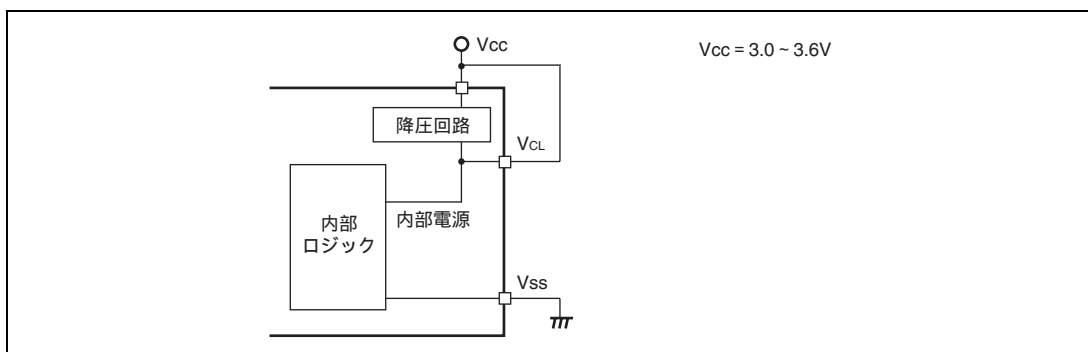 Vcc
Vcc = 3.0 ~ 3.6V
降圧回路
VCL
内部電源
内部
ロジック
Vss